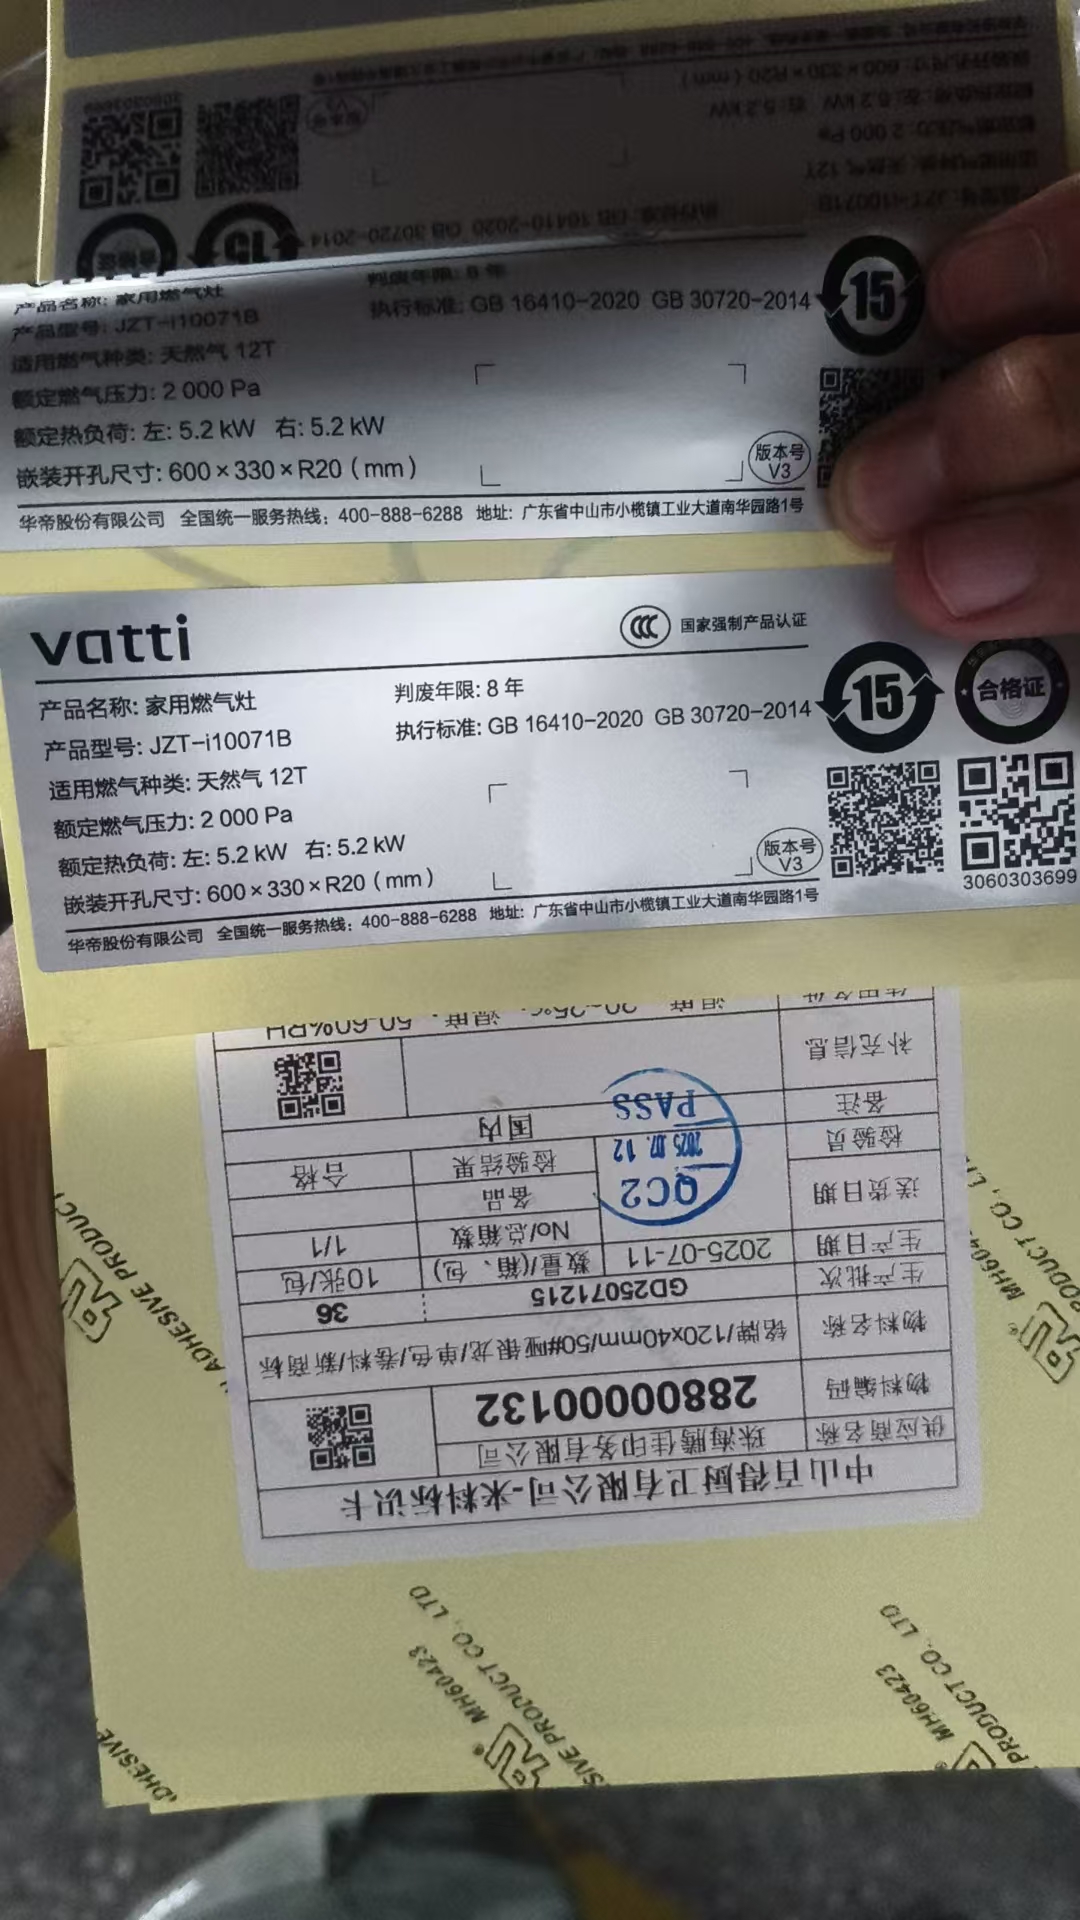 执行标准: GB 16410-2020 GB 30720-2014
15
产品名称: 家用燃气灶
判废年限: 8 年
产品型号: JZT-i10071B
执行标准: GB 16410-2020 GB 30720-2014
15
适用燃气种类: 天然气 12T
额定燃气压力: 2 000 Pa
额定热负荷: 左: 5.2 kW 右: 5.2 kW
嵌装开孔尺寸: 600×330×R20 (mm)
版本号
V3
华帝股份有限公司 全国统一服务热线: 400-888-6288 地址: 广东省中山市小榄镇工业大道南华园路1号
vatti
CCC 国家强制产品认证
产品名称: 家用燃气灶
判废年限: 8 年
产品型号: JZT-i10071B
执行标准: GB 16410-2020 GB 30720-2014
15
合格证
适用燃气种类: 天然气 12T
额定燃气压力: 2 000 Pa
额定热负荷: 左: 5.2 kW 右: 5.2 kW
嵌装开孔尺寸: 600×330×R20 (mm)
版本号
V3
3060303699
华帝股份有限公司 全国统一服务热线: 400-888-6288 地址: 广东省中山市小榄镇工业大道南华园路1号
中山百得厨卫有限公司-来料标识卡
供应商名称 珠海腾佳印务有限公司
物料编码 2880000132
物料名称 铭牌/120x40mm/50#哑银龙/单色/卷料/新商标
生产批次 GD25071215 36
生产日期 2025-07-11 数量/(箱、包) 10张/包
送货日期 No/总箱数 1/1
备品
检验员 检验结果 合格
QC2
2025.07.12
PASS
备注 国内
补充信息
使用条件 温度 20~25℃, 湿度, 50-60%RH
ADHESIVE PRODUCT
PRODUCT CO., LTD
MH60423
ADHESIVE
SIVE PRODUCT CO., LTD
MH60423
PRODUCT CO., LTD
MH60423